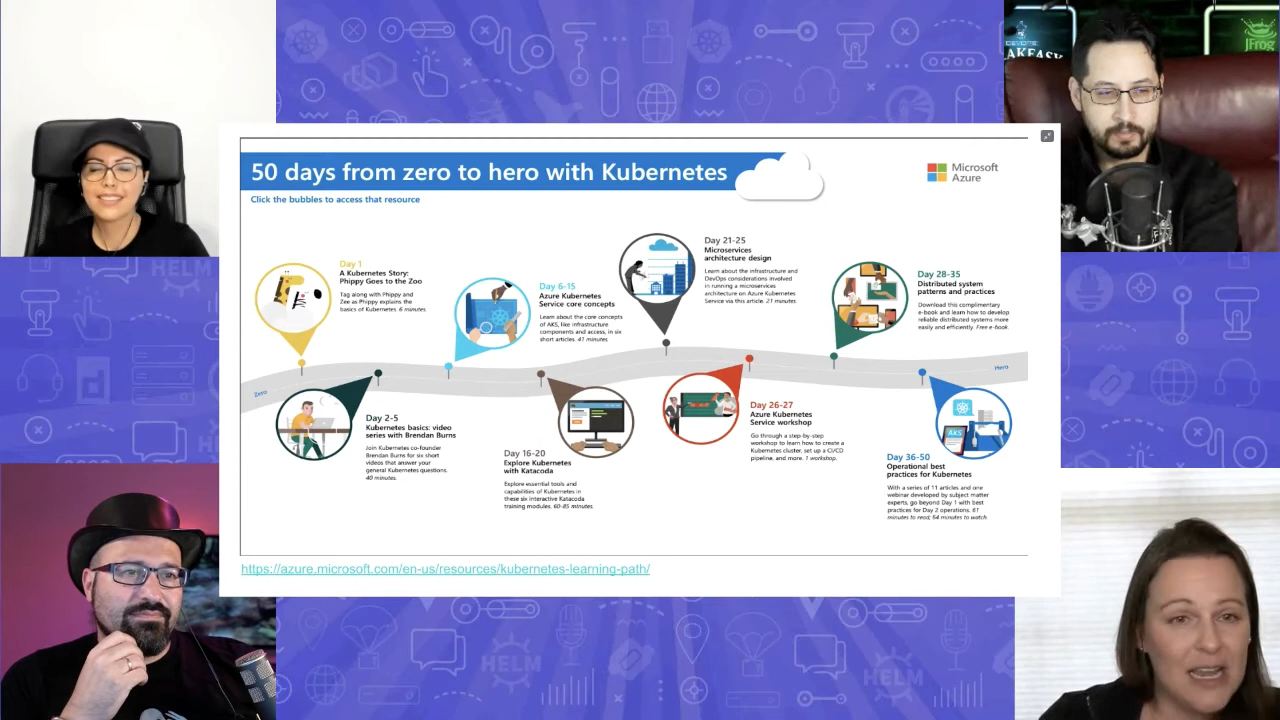 50 days from zero to hero with Kubernetes
Click the bubbles to access that resource
Microsoft
Azure
Day 1
A Kubernetes Story:
Phippy Goes to the Zoo
Tag along with Phippy and
Zee as Phippy explains the
basics of Kubernetes. 6 minutes.
Day 6-15
Azure Kubernetes
Service core concepts
Learn about the core concepts
of AKS, like infrastructure
components and access, in six
short articles. 41 minutes.
Day 21-25
Microservices
architecture design
Learn about the infrastructure and
DevOps considerations involved
in running a microservices
architecture on Azure Kubernetes
Service via this article. 21 minutes.
Day 28-35
Distributed system
patterns and practices
Download this complimentary
e-book and learn how to develop
reliable distributed systems more
easily and efficiently. Free e-book.
Zero
Hero
Day 2-5
Kubernetes basics: video
series with Brendan Burns
Join Kubernetes co-founder
Brendan Burns for six short
videos that answer your
general Kubernetes questions.
40 minutes.
Day 16-20
Explore Kubernetes
with Katacoda
Explore essential tools and
capabilities of Kubernetes in
these six interactive Katacoda
training modules. 60-85 minutes.
Day 26-27
Azure Kubernetes
Service workshop
Go through a step-by-step
workshop to learn how to create a
Kubernetes cluster, set up a CI/CD
pipeline, and more. 1 workshop.
AKS
Day 36-50
Operational best
practices for Kubernetes
With a series of 11 articles and one
webinar developed by subject matter
experts, go beyond Day 1 with best
practices for Day 2 operations. 61
minutes to read; 64 minutes to watch.
https://azure.microsoft.com/en-us/resources/kubernetes-learning-path/
JFrog
HELM
HELM
HELM